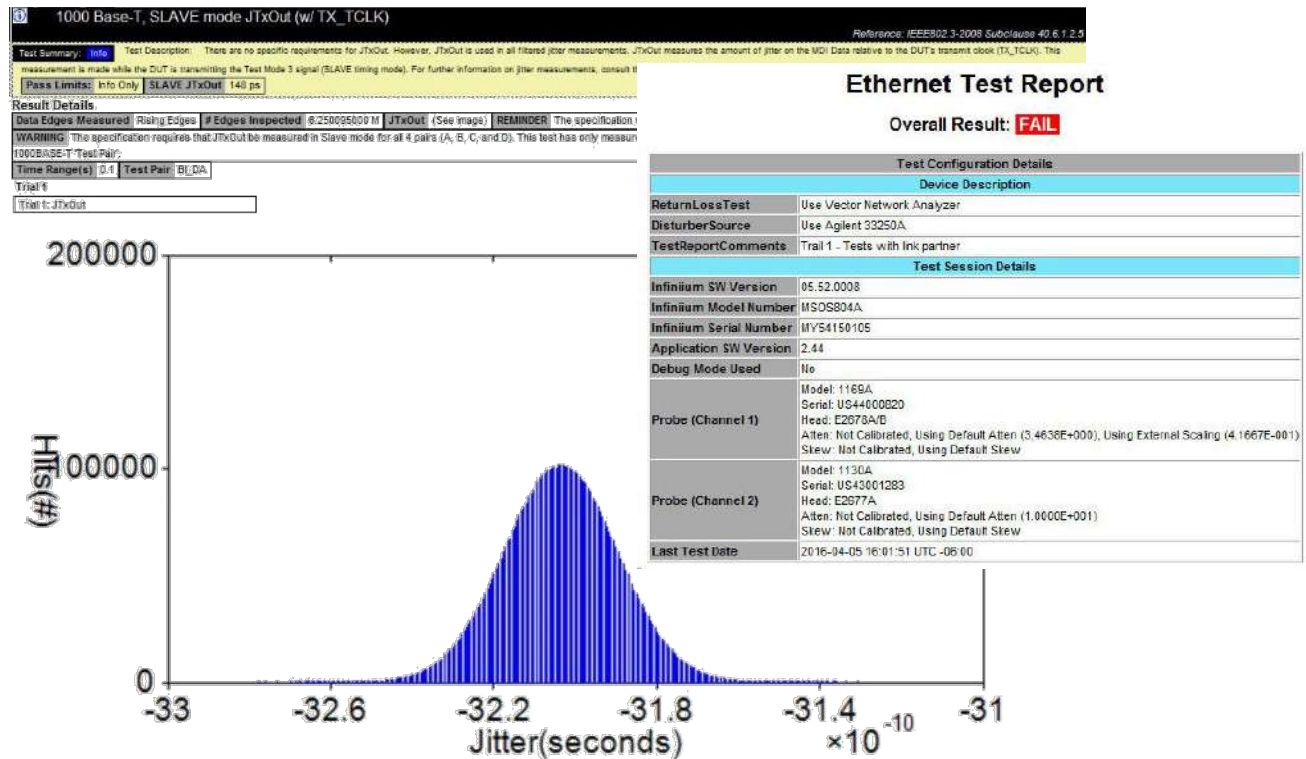 1000 Base-T, SLAVE mode JTxOut (w/ TX_TCLK)
Reference: IEEE802.3-2008 Subclause 40.6.1.2.5
Test Summary: Info Test Description: There are no specific requirements for JTxOut. However, JTxOut is used in all filtered jitter measurements. JTxOut measures the amount of jitter on the MDI Data relative to the DUT's transmit clock (TX_TCLK). This
measurement is made while the DUT is transmitting the Test Mode 3 signal (SLAVE timing mode). For further information on jitter measurements, consult t
Pass Limits: Info Only SLAVE JTxOut 148 ps
Result Details
Data Edges Measured Rising Edges # Edges Inspected 6.250095000 M JTxOut (See image) REMINDER The specification
WARNING The specification requires that JTxOut be measured in Slave mode for all 4 pairs (A, B, C, and D). This test has only measur
1000BASE-T Test Pair.
Time Range(s) 0.1 Test Pair BI_DA
Trial 1
Trial 1: JTxOut
Ethernet Test Report
Overall Result: FAIL
Test Configuration Details
Device Description
ReturnLossTest Use Vector Network Analyzer
DisturberSource Use Agilent 33250A
TestReportComments Trail 1 - Tests with link partner
Test Session Details
Infiniium SW Version 05.52.0008
Infiniium Model Number MSOS804A
Infiniium Serial Number MY54150105
Application SW Version 2.44
Debug Mode Used No
Probe (Channel 1) Model: 1169A
Serial: US44000820
Head: E2678A/B
Atten: Not Calibrated, Using Default Atten (3.4638E+000), Using External Scaling (4.1667E-001)
Skew: Not Calibrated, Using Default Skew
Probe (Channel 2) Model: 1130A
Serial: US43001283
Head: E2677A
Atten: Not Calibrated, Using Default Atten (1.0000E+001)
Skew: Not Calibrated, Using Default Skew
Last Test Date 2016-04-05 16:01:51 UTC -06:00
200000
100000
0
Hits(#)
-33 -32.6 -32.2 -31.8 -31.4 -31
Jitter(seconds) ×10 -10